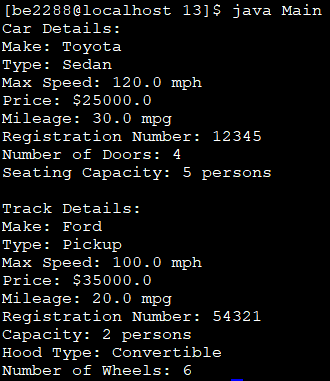 [be2288@localhost 13]$ java Main
Car Details:
Make: Toyota
Type: Sedan
Max Speed: 120.0 mph
Price: $25000.0
Mileage: 30.0 mpg
Registration Number: 12345
Number of Doors: 4
Seating Capacity: 5 persons

Track Details:
Make: Ford
Type: Pickup
Max Speed: 100.0 mph
Price: $35000.0
Mileage: 20.0 mpg
Registration Number: 54321
Capacity: 2 persons
Hood Type: Convertible
Number of Wheels: 6